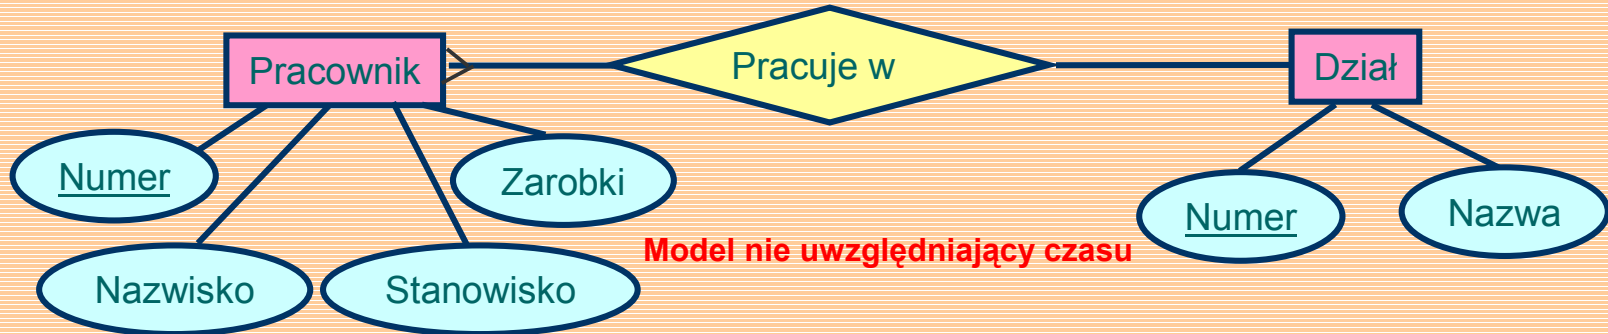 Pracownik
Pracuje w
Dział
Numer
Zarobki
Numer
Nazwa
Model nie uwzględniający czasu
Nazwisko
Stanowisko